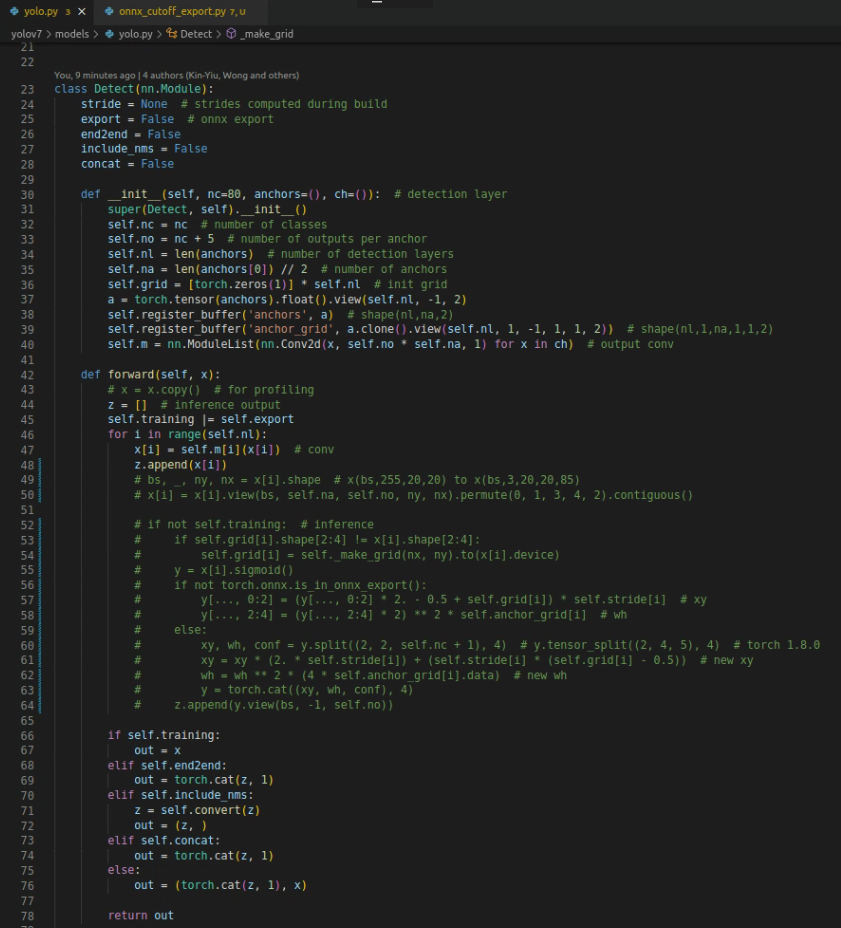 yolo.py 3 × onnx_cutoff_export.py 7, U
yolov7 > models > yolo.py > Detect > _make_grid
21
22
You, 9 minutes ago | 4 authors (Kin-Yiu, Wong and others)
23 class Detect(nn.Module):
24     stride = None  # strides computed during build
25     export = False  # onnx export
26     end2end = False
27     include_nms = False
28     concat = False
29
30     def __init__(self, nc=80, anchors=(), ch=()):  # detection layer
31         super(Detect, self).__init__()
32         self.nc = nc  # number of classes
33         self.no = nc + 5  # number of outputs per anchor
34         self.nl = len(anchors)  # number of detection layers
35         self.na = len(anchors[0]) // 2  # number of anchors
36         self.grid = [torch.zeros(1)] * self.nl  # init grid
37         a = torch.tensor(anchors).float().view(self.nl, -1, 2)
38         self.register_buffer('anchors', a)  # shape(nl,na,2)
39         self.register_buffer('anchor_grid', a.clone().view(self.nl, 1, -1, 1, 1, 2))  # shape(nl,1,na,1,1,2)
40         self.m = nn.ModuleList(nn.Conv2d(x, self.no * self.na, 1) for x in ch)  # output conv
41
42     def forward(self, x):
43         # x = x.copy()  # for profiling
44         z = []  # inference output
45         self.training |= self.export
46         for i in range(self.nl):
47             x[i] = self.m[i](x[i])  # conv
48             z.append(x[i])
49             # bs, _, ny, nx = x[i].shape  # x(bs,255,20,20) to x(bs,3,20,20,85)
50             # x[i] = x[i].view(bs, self.na, self.no, ny, nx).permute(0, 1, 3, 4, 2).contiguous()
51
52             # if not self.training:  # inference
53             #     if self.grid[i].shape[2:4] != x[i].shape[2:4]:
54             #         self.grid[i] = self._make_grid(nx, ny).to(x[i].device)
55             #     y = x[i].sigmoid()
56             #     if not torch.onnx.is_in_onnx_export():
57             #         y[..., 0:2] = (y[..., 0:2] * 2. - 0.5 + self.grid[i]) * self.stride[i]  # xy
58             #         y[..., 2:4] = (y[..., 2:4] * 2) ** 2 * self.anchor_grid[i]  # wh
59             #     else:
60             #         xy, wh, conf = y.split((2, 2, self.nc + 1), 4)  # y.tensor_split((2, 4, 5), 4)  # torch 1.8.0
61             #         xy = xy * (2. * self.stride[i]) + (self.stride[i] * (self.grid[i] - 0.5))  # new xy
62             #         wh = wh ** 2 * (4 * self.anchor_grid[i].data)  # new wh
63             #         y = torch.cat((xy, wh, conf), 4)
64             #     z.append(y.view(bs, -1, self.no))
65
66         if self.training:
67             out = x
68         elif self.end2end:
69             out = torch.cat(z, 1)
70         elif self.include_nms:
71             z = self.convert(z)
72             out = (z, )
73         elif self.concat:
74             out = torch.cat(z, 1)
75         else:
76             out = (torch.cat(z, 1), x)
77
78         return out